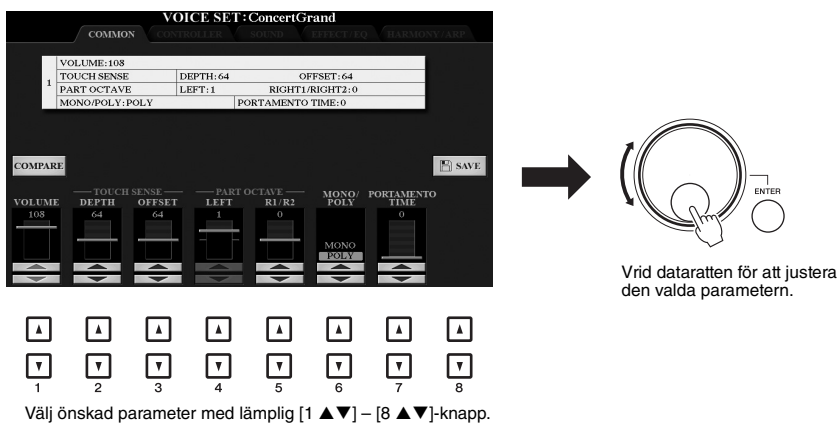 VOICE SET:ConcertGrand
COMMON CONTROLLER SOUND EFFECT/EQ HARMONY/ARP
1
VOLUME:108
TOUCH SENSE DEPTH:64 OFFSET:64
PART OCTAVE LEFT:1 RIGHT1/RIGHT2:0
MONO/POLY:POLY PORTAMENTO TIME:0
COMPARE SAVE
TOUCH SENSE PART OCTAVE MONO/ PORTAMENTO
VOLUME DEPTH OFFSET LEFT R1/R2 POLY TIME
108 64 64 1 0 0
MONO
POLY
ENTER
Vrid dataratten för att justera
den valda parametern.
1 2 3 4 5 6 7 8
Välj önskad parameter med lämplig [1 ▲▼] – [8 ▲▼]-knapp.